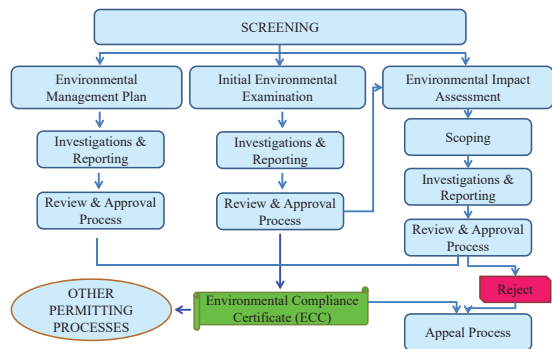 SCREENING
Environmental
Management Plan
Initial Environmental
Examination
Environmental Impact
Assessment
Investigations &
Reporting
Investigations &
Reporting
Scoping
Investigations &
Reporting
Review & Approval
Process
Review & Approval
Process
Review & Approval
Process
OTHER
PERMITTING
PROCESSES
Environmental Compliance
Certificate (ECC)
Reject
Appeal Process